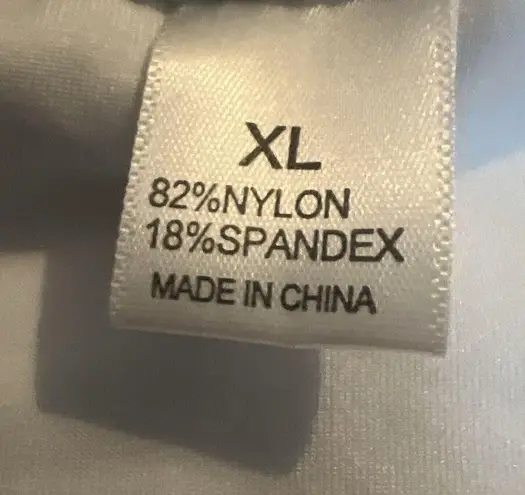 XL
82%NYLON
18%SPANDEX
MADE IN CHINA